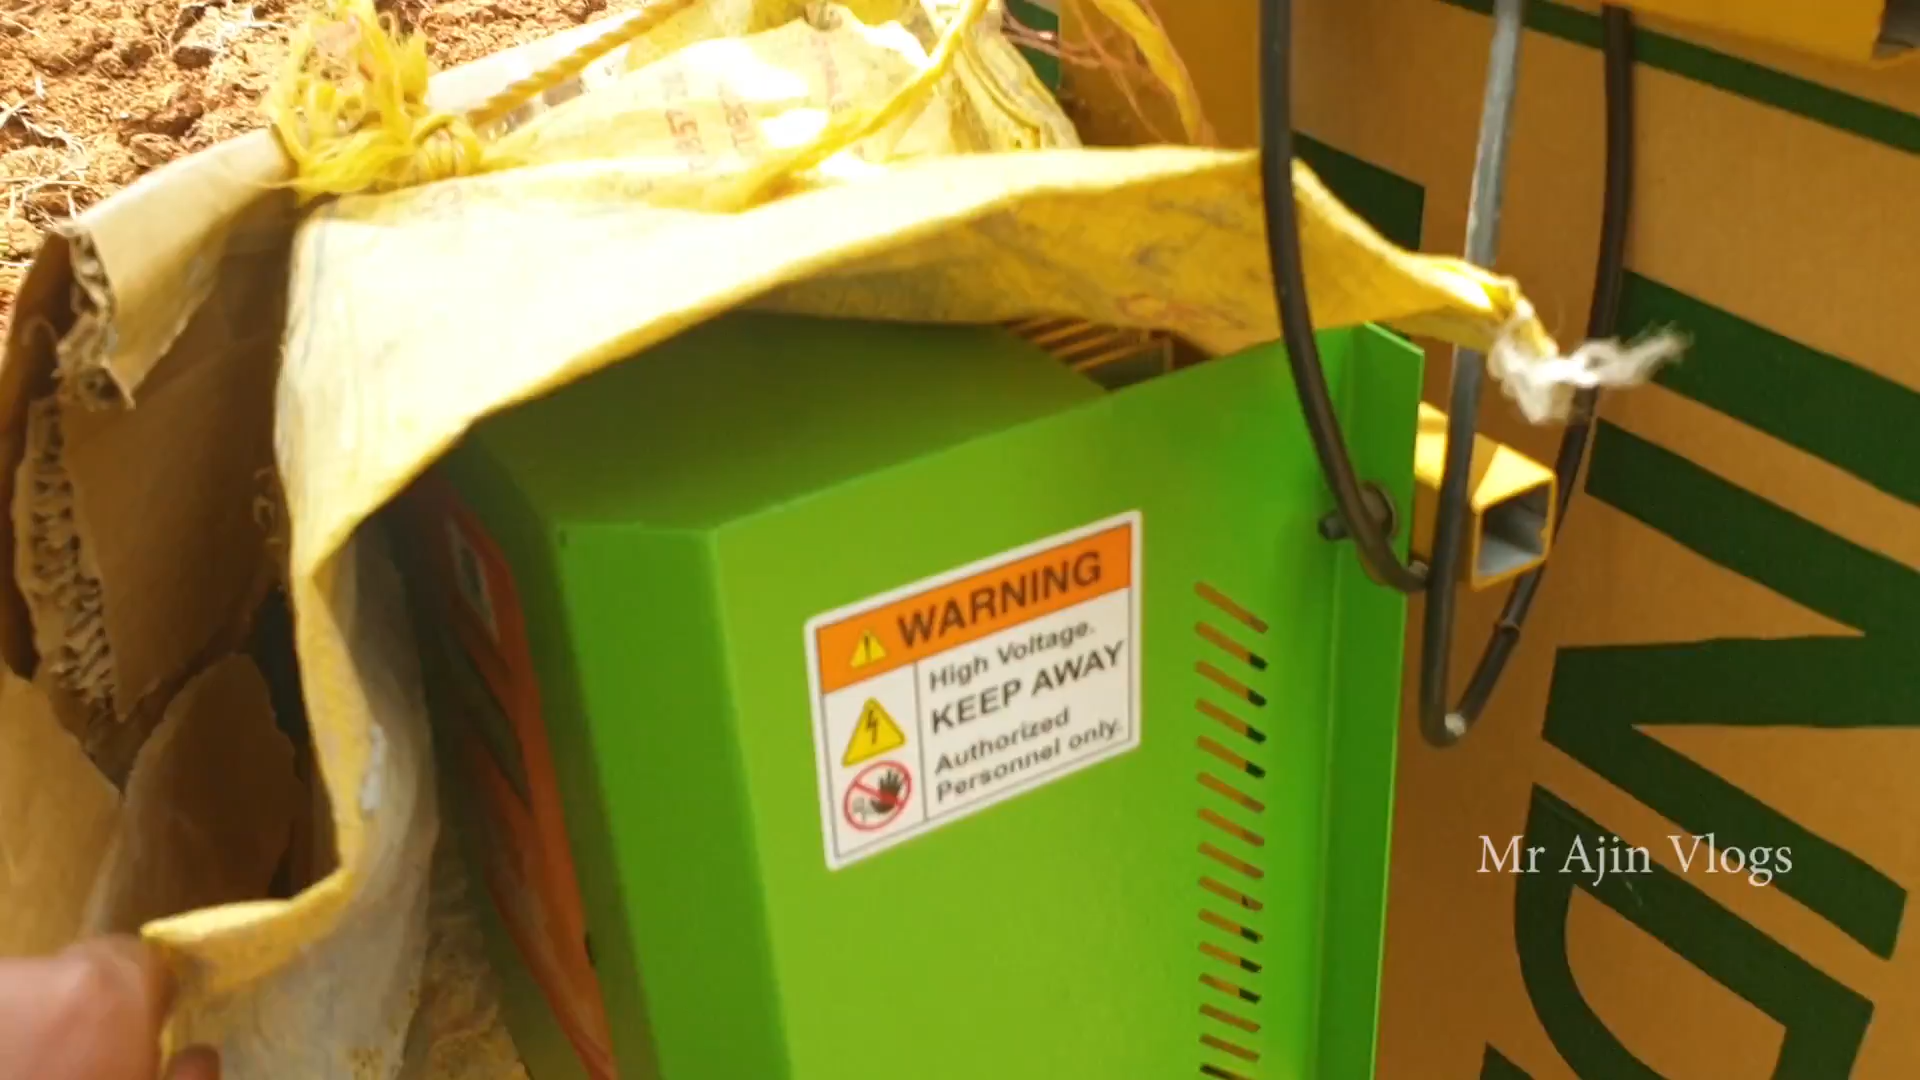 WARNING
High Voltage.
KEEP AWAY
Authorized
Personnel only.
Mr Ajin Vlogs